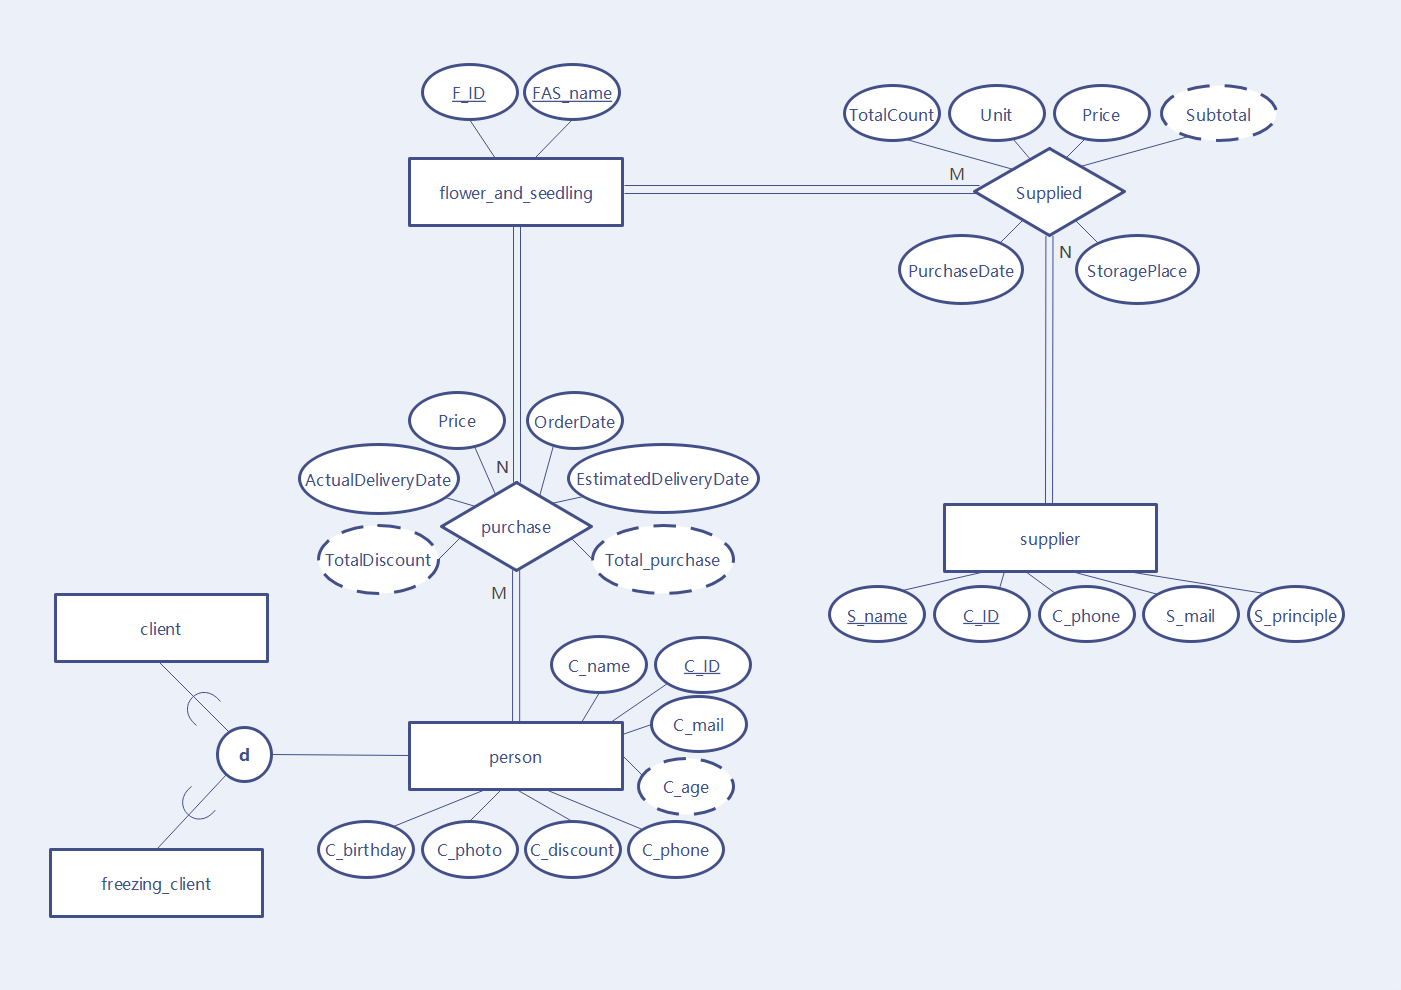 F_ID
FAS_name
TotalCount
Unit
Price
Subtotal
flower_and_seedling
M
Supplied
N
PurchaseDate
StoragePlace
Price
OrderDate
ActualDeliveryDate
N
EstimatedDeliveryDate
purchase
TotalDiscount
Total_purchase
M
supplier
S_name
C_ID
C_phone
S_mail
S_principle
client
C_name
C_ID
C_mail
d
person
C_age
C_birthday
C_photo
C_discount
C_phone
freezing_client